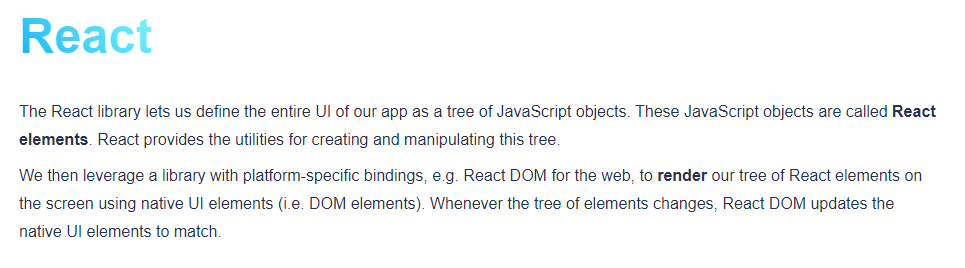 React
The React library lets us define the entire UI of our app as a tree of JavaScript objects. These JavaScript objects are called React
elements. React provides the utilities for creating and manipulating this tree.
We then leverage a library with platform-specific bindings, e.g. React DOM for the web, to render our tree of React elements on
the screen using native UI elements (i.e. DOM elements). Whenever the tree of elements changes, React DOM updates the
native UI elements to match.